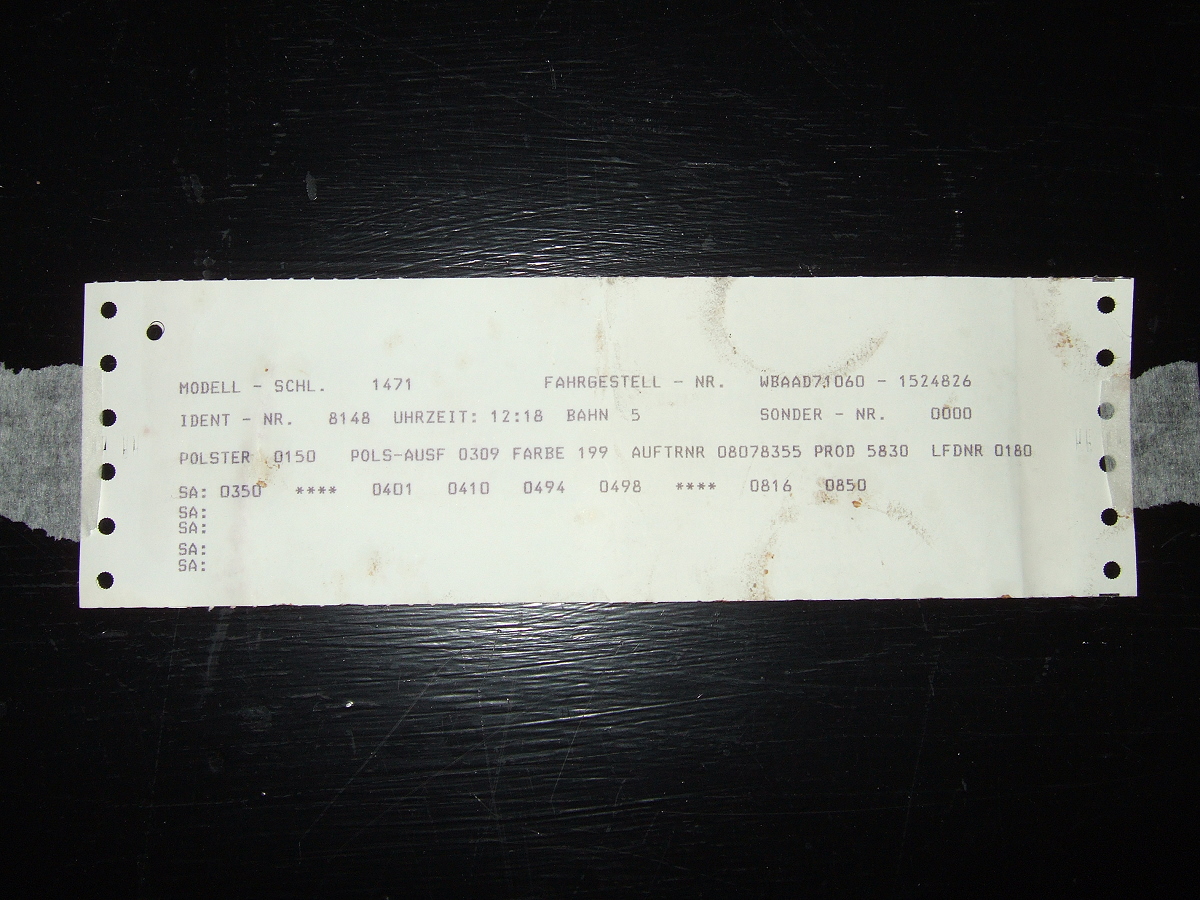 MODELL - SCHL. 1471 FAHRGESTELL - NR. WBAAD71060 - 1524826
IDENT - NR. 8148 UHRZEIT: 12:18 BAHN 5 SONDER - NR. 0000
POLSTER 0150 POLS-AUSF 0309 FARBE 199 AUFTRNR 08078355 PROD 5830 LFDNR 0180
SA: 0350 **** 0401 0410 0494 0498 **** 0816 0850
SA:
SA:
SA:
SA: